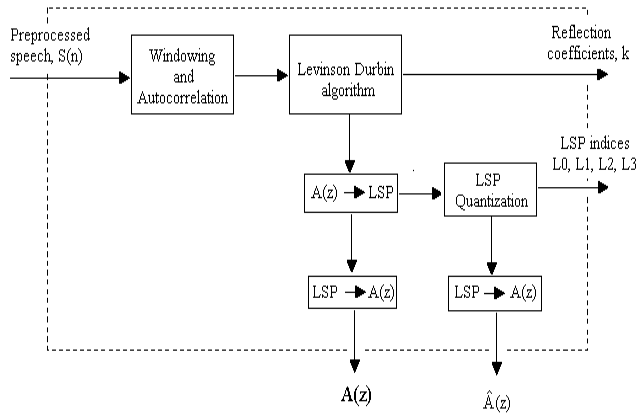 Preprocessed
speech, S(n)
Windowing
and
Autocorrelation
Levinson Durbin
algorithm
Reflection
coefficients, k
LSP indices
L0, L1, L2, L3
A(z) → LSP
LSP
Quantization
LSP → A(z)
LSP → A(z)
A(z)
Â(z)